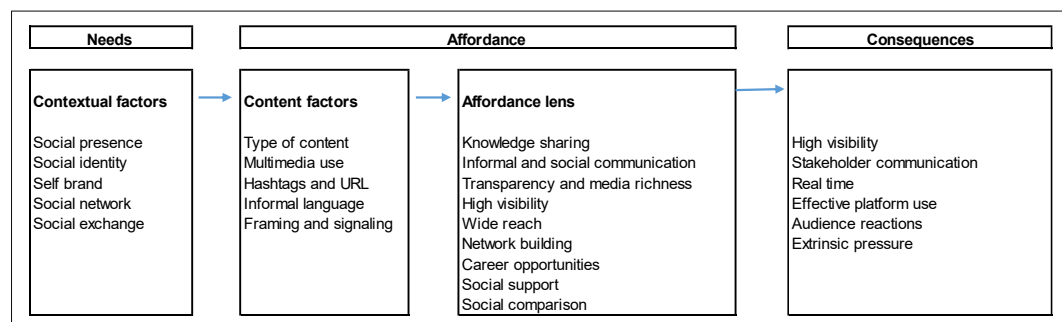 Needs
Affordance
Consequences
Contextual factors
Social presence
Social identity
Self brand
Social network
Social exchange
Content factors
Type of content
Multimedia use
Hashtags and URL
Informal language
Framing and signaling
Affordance lens
Knowledge sharing
Informal and social communication
Transparency and media richness
High visibility
Wide reach
Network building
Career opportunities
Social support
Social comparison
High visibility
Stakeholder communication
Real time
Effective platform use
Audience reactions
Extrinsic pressure